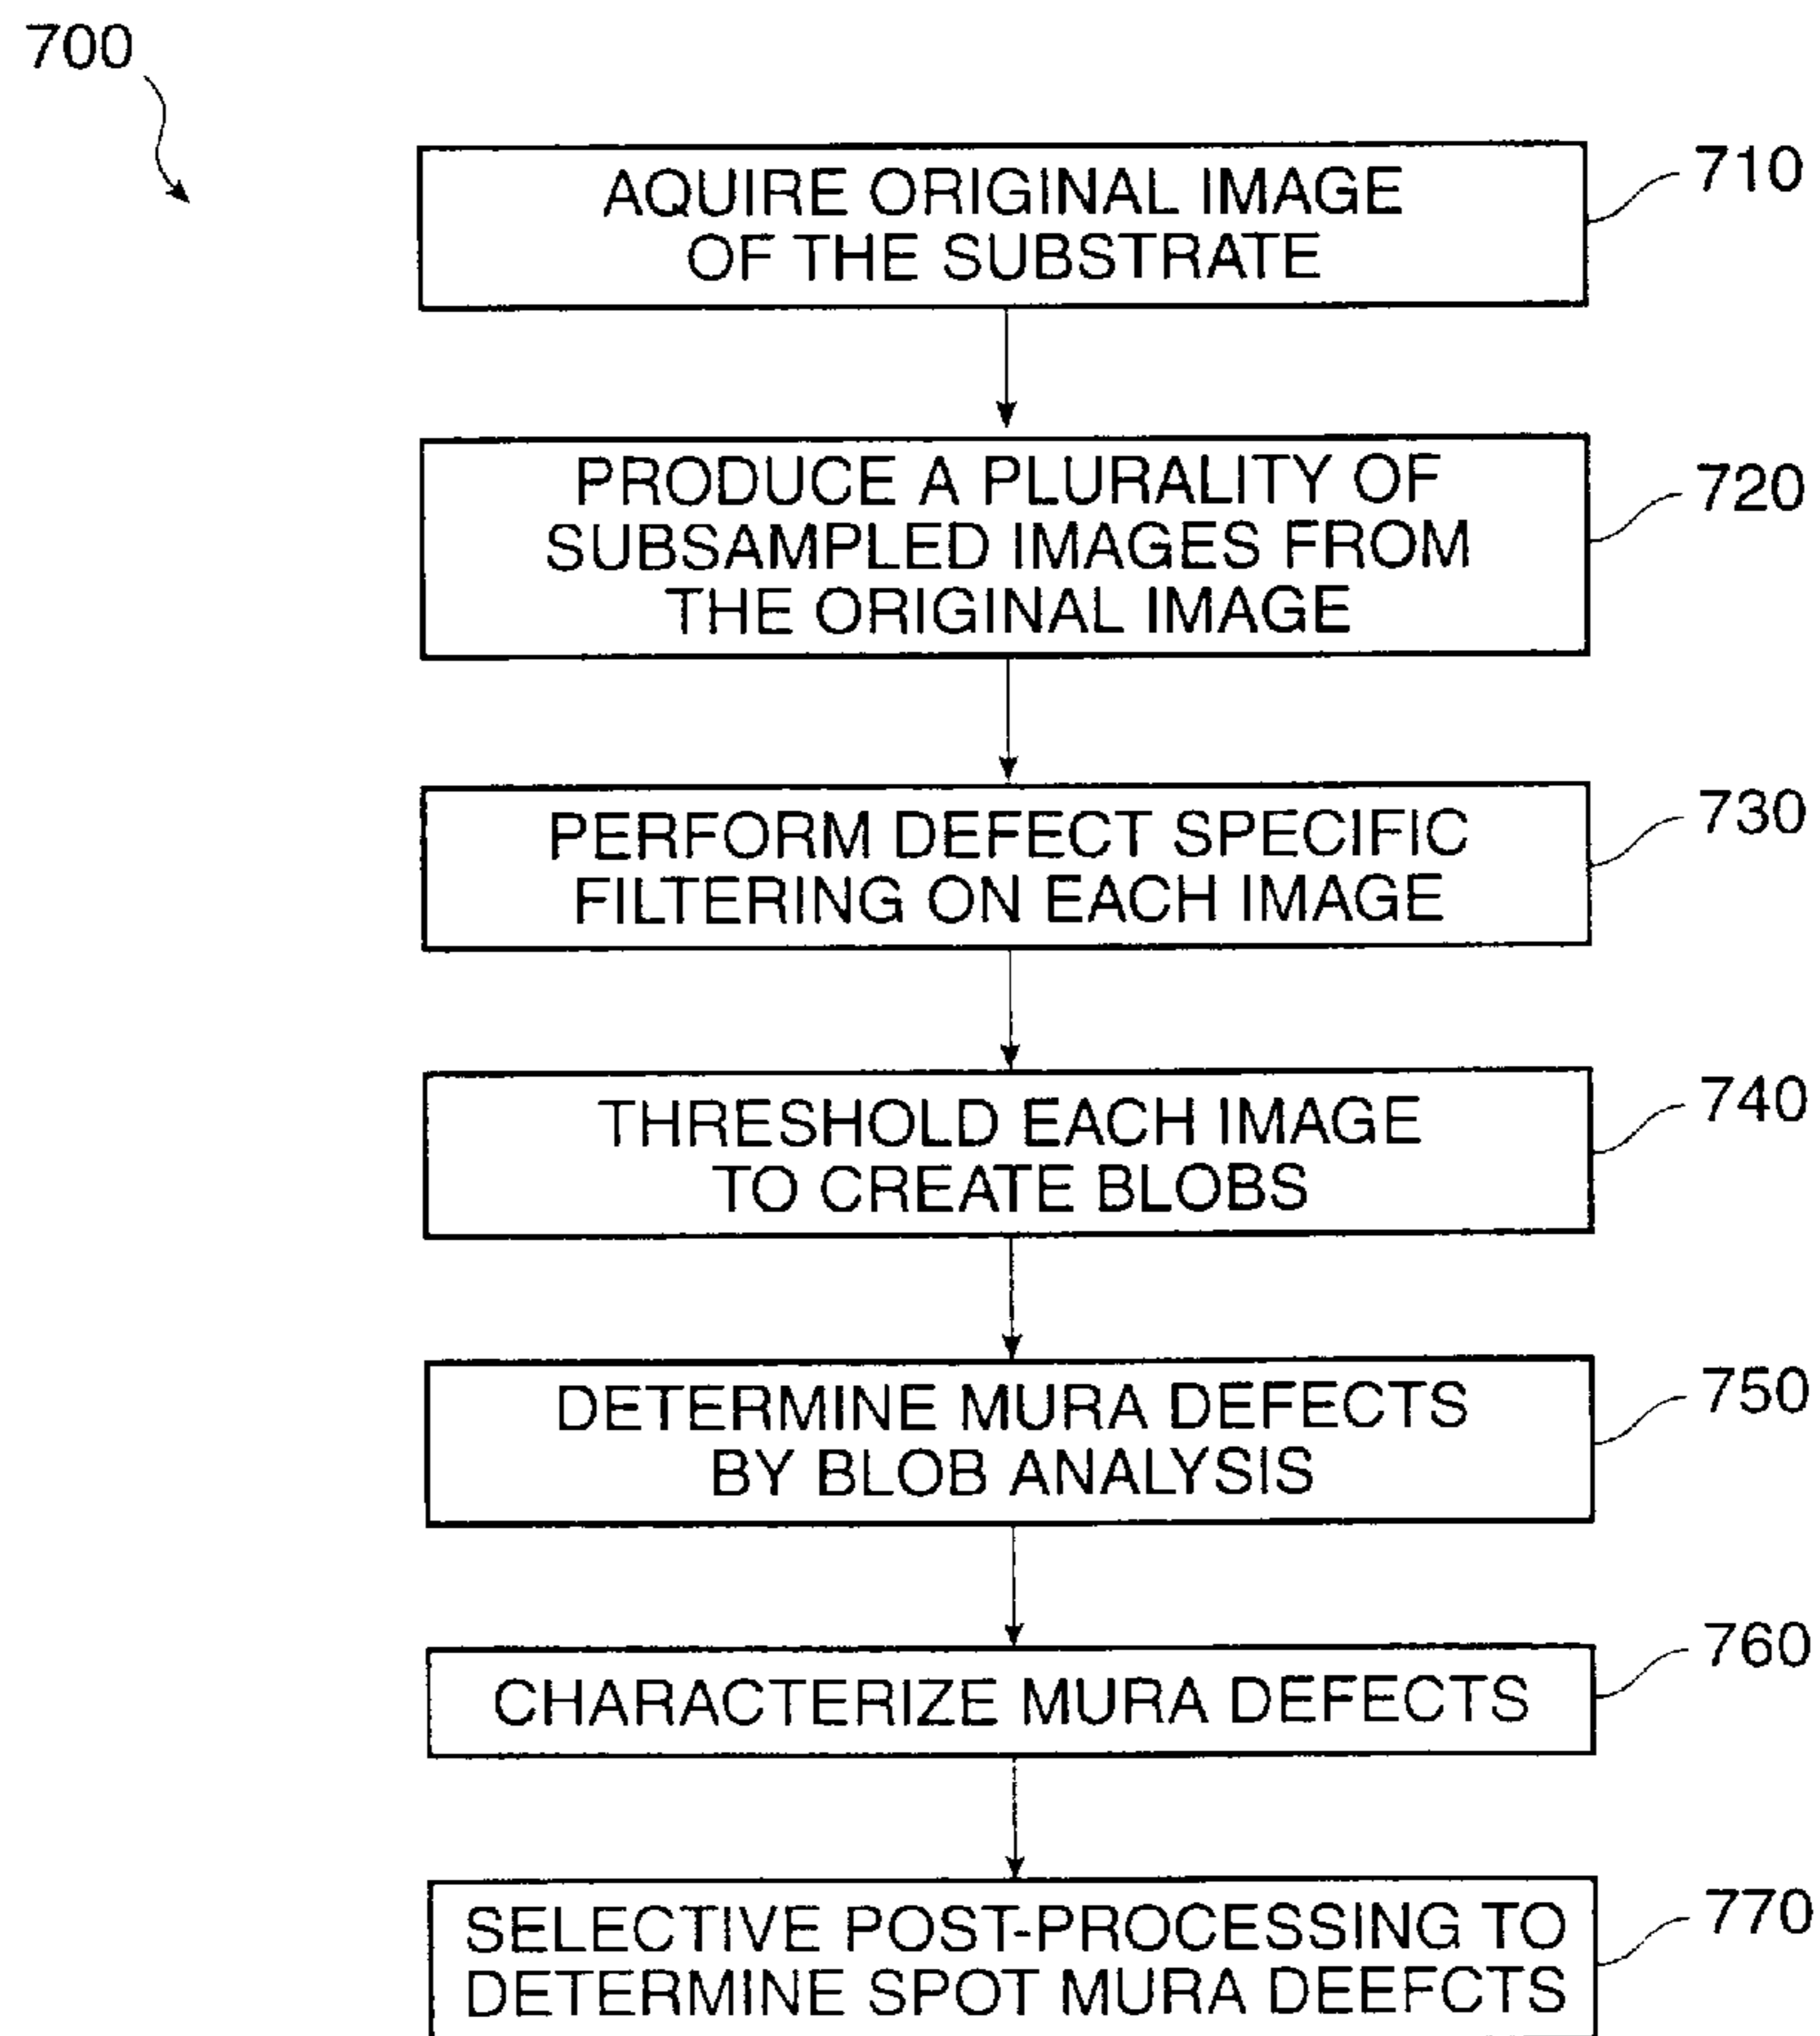 700
AQUIRE ORIGINAL IMAGE
OF THE SUBSTRATE
710
PRODUCE A PLURALITY OF
SUBSAMPLED IMAGES FROM
THE ORIGINAL IMAGE
720
PERFORM DEFECT SPECIFIC
FILTERING ON EACH IMAGE
730
THRESHOLD EACH IMAGE
TO CREATE BLOBS
740
DETERMINE MURA DEFECTS
BY BLOB ANALYSIS
750
CHARACTERIZE MURA DEFECTS
760
SELECTIVE POST-PROCESSING TO
DETERMINE SPOT MURA DEEFCTS
770